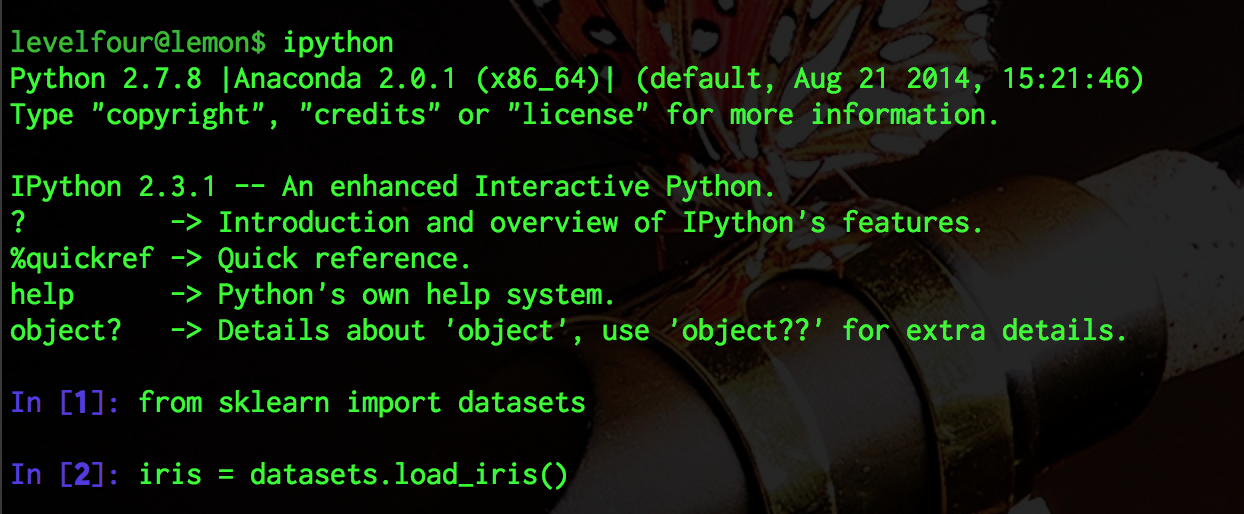 levelfour@lemon$ ipython
Python 2.7.8 |Anaconda 2.0.1 (x86_64)| (default, Aug 21 2014, 15:21:46)
Type "copyright", "credits" or "license" for more information.
IPython 2.3.1 -- An enhanced Interactive Python.
?         -> Introduction and overview of IPython's features.
%quickref -> Quick reference.
help      -> Python's own help system.
object?   -> Details about 'object', use 'object??' for extra details.
In [1]: from sklearn import datasets
In [2]: iris = datasets.load_iris()